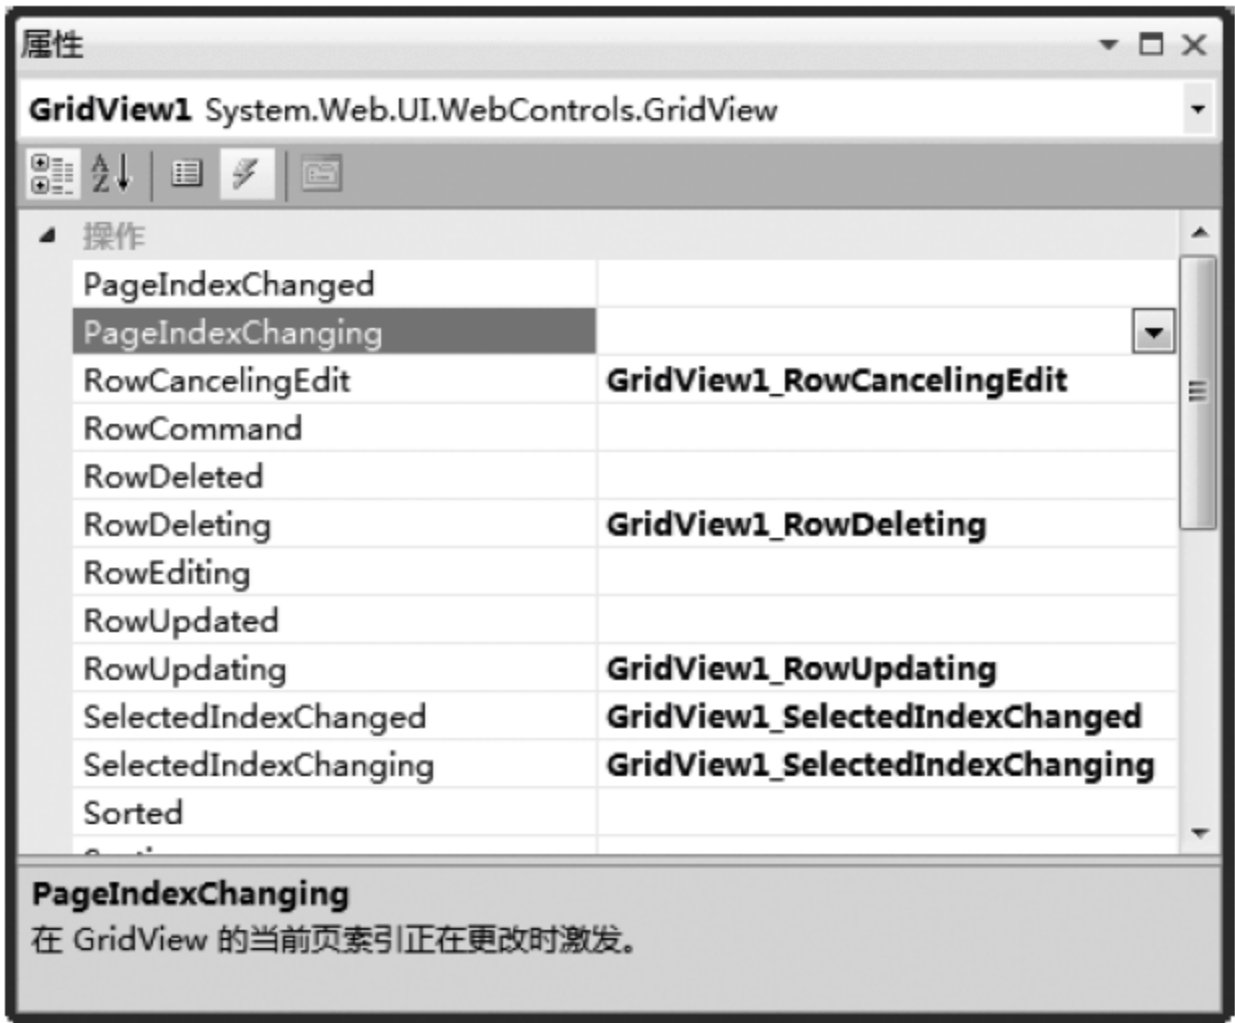 属性
GridView1 System.Web.UI.WebControls.GridView
操作
PageIndexChanged
PageIndexChanging
RowCancelingEdit GridView1_RowCancelingEdit
RowCommand
RowDeleted
RowDeleting GridView1_RowDeleting
RowEditing
RowUpdated
RowUpdating GridView1_RowUpdating
SelectedIndexChanged GridView1_SelectedIndexChanged
SelectedIndexChanging GridView1_SelectedIndexChanging
Sorted
PageIndexChanging
在 GridView 的当前页索引正在更改时激发。